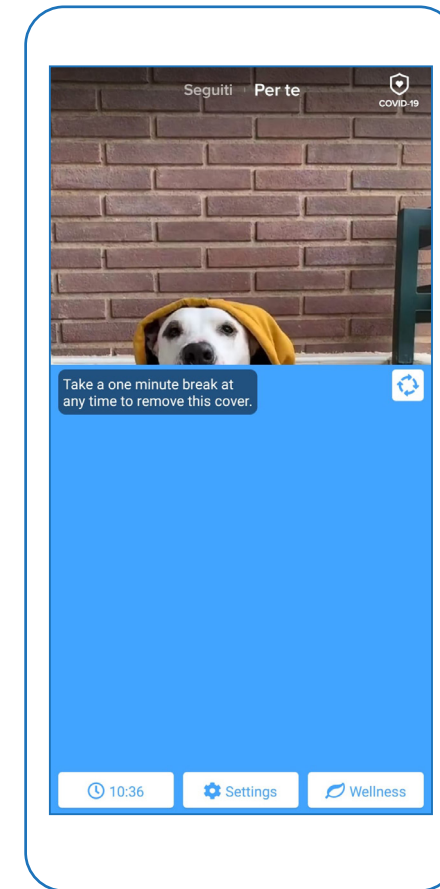 Seguiti Per te
COVID-19
Take a one minute break at
any time to remove this cover.
10:36 Settings Wellness